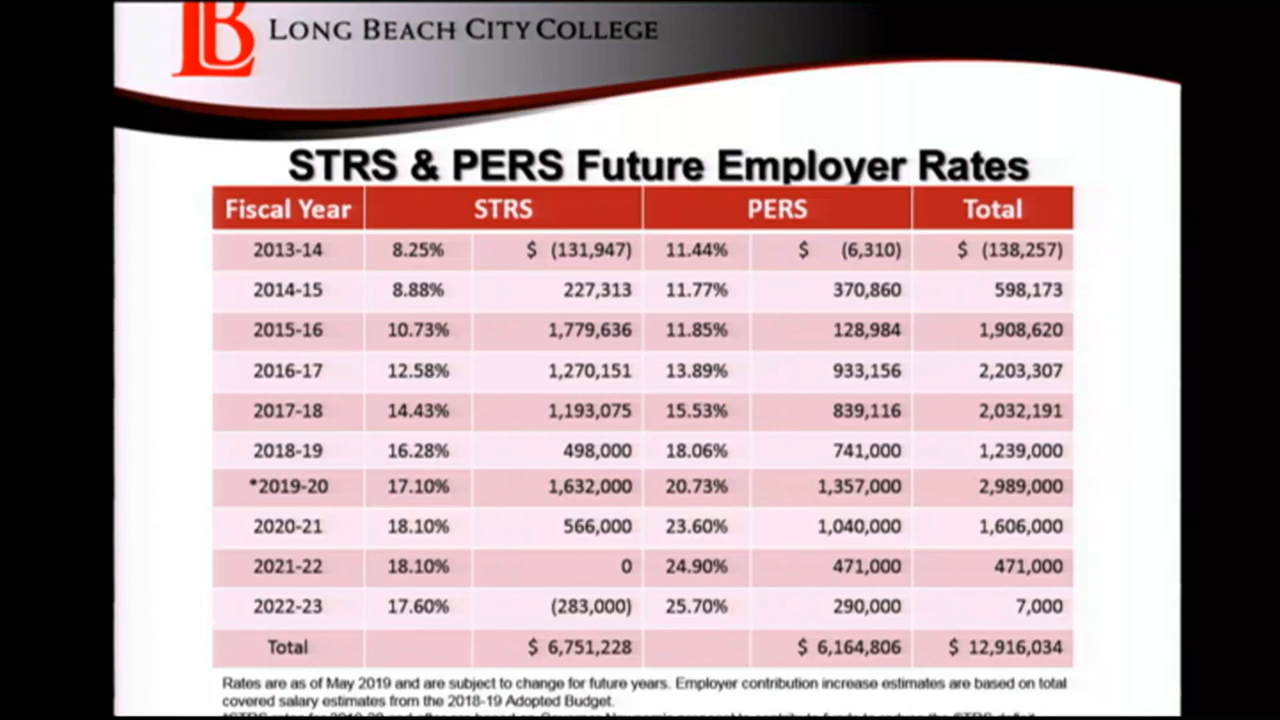 LB LONG BEACH CITY COLLEGE
STRS & PERS Future Employer Rates
Fiscal Year STRS PERS Total
2013-14 8.25% $ (131,947) 11.44% $ (6,310) $ (138,257)
2014-15 8.88% 227,313 11.77% 370,860 598,173
2015-16 10.73% 1,779,636 11.85% 128,984 1,908,620
2016-17 12.58% 1,270,151 13.89% 933,156 2,203,307
2017-18 14.43% 1,193,075 15.53% 839,116 2,032,191
2018-19 16.28% 498,000 18.06% 741,000 1,239,000
*2019-20 17.10% 1,632,000 20.73% 1,357,000 2,989,000
2020-21 18.10% 566,000 23.60% 1,040,000 1,606,000
2021-22 18.10% 0 24.90% 471,000 471,000
2022-23 17.60% (283,000) 25.70% 290,000 7,000
Total $ 6,751,228 $ 6,164,806 $ 12,916,034
Rates are as of May 2019 and are subject to change for future years. Employer contribution increase estimates are based on total
covered salary estimates from the 2018-19 Adopted Budget.